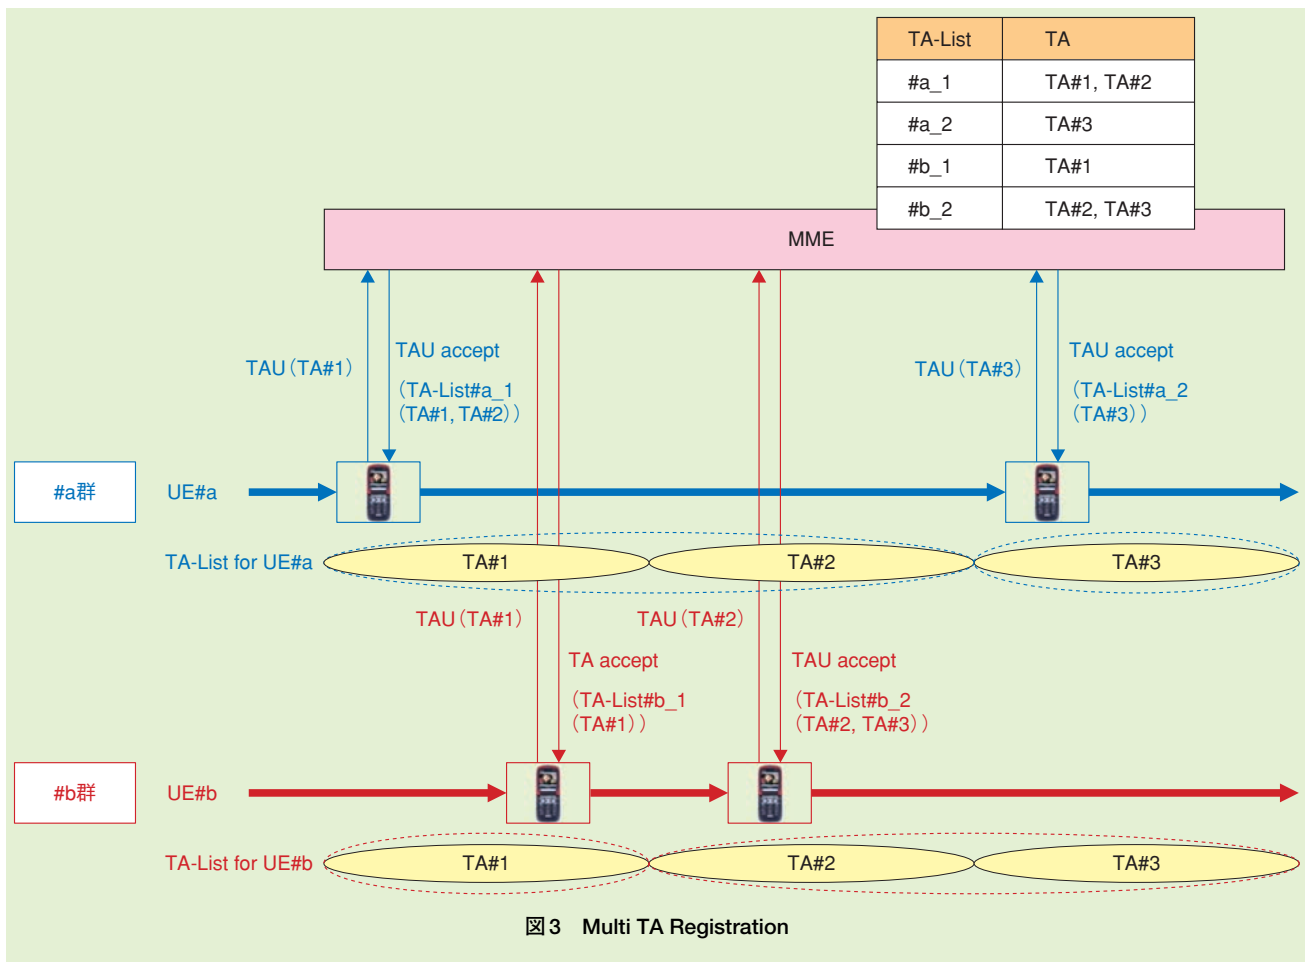 TA-List TA
#a_1 TA#1, TA#2
#a_2 TA#3
#b_1 TA#1
#b_2 TA#2, TA#3
MME
TAU(TA#1)
TAU accept
(TA-List#a_1
(TA#1, TA#2))
TAU(TA#3)
TAU accept
(TA-List#a_2
(TA#3))
#a群 UE#a
TA-List for UE#a TA#1 TA#2 TA#3
TAU(TA#1)
TA accept
(TA-List#b_1
(TA#1))
TAU(TA#2)
TAU accept
(TA-List#b_2
(TA#2, TA#3))
#b群 UE#b
TA-List for UE#b TA#1 TA#2 TA#3
図3 Multi TA Registration